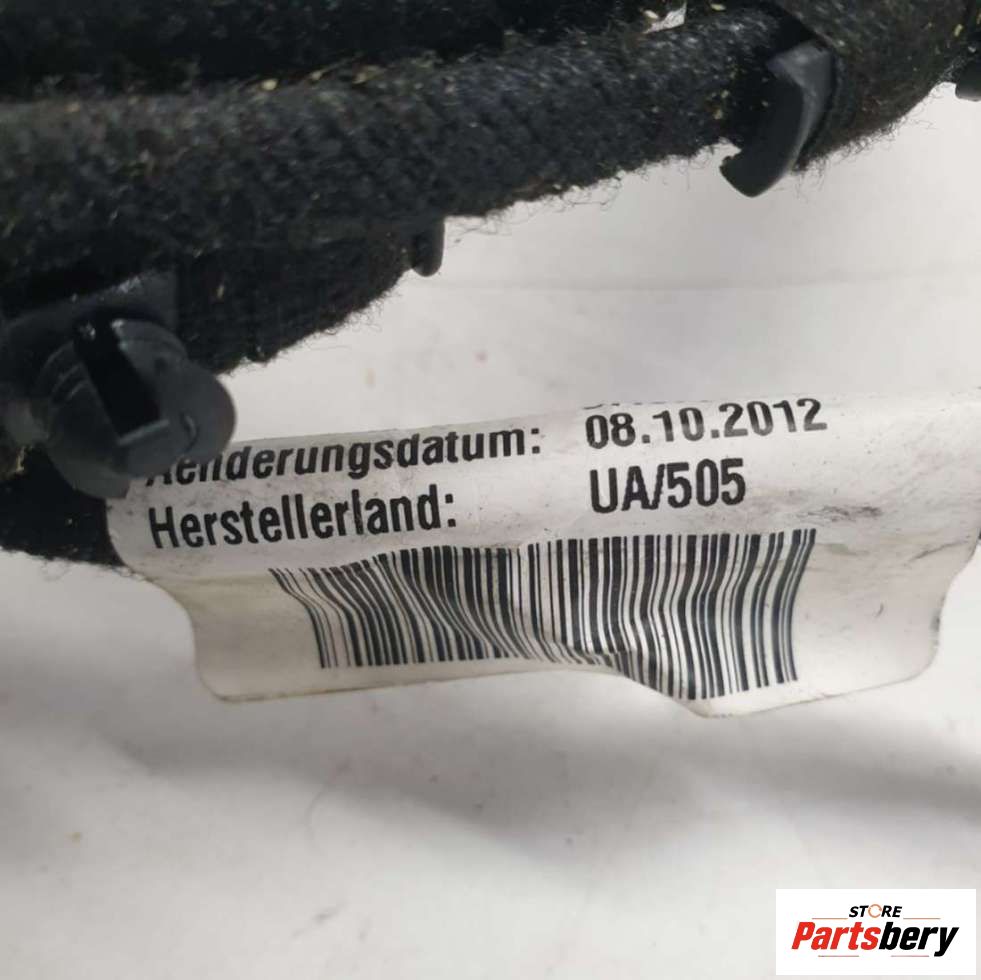 Aenderungsdatum: 08.10.2012
Herstellerland: UA/505
STORE
Partsbery